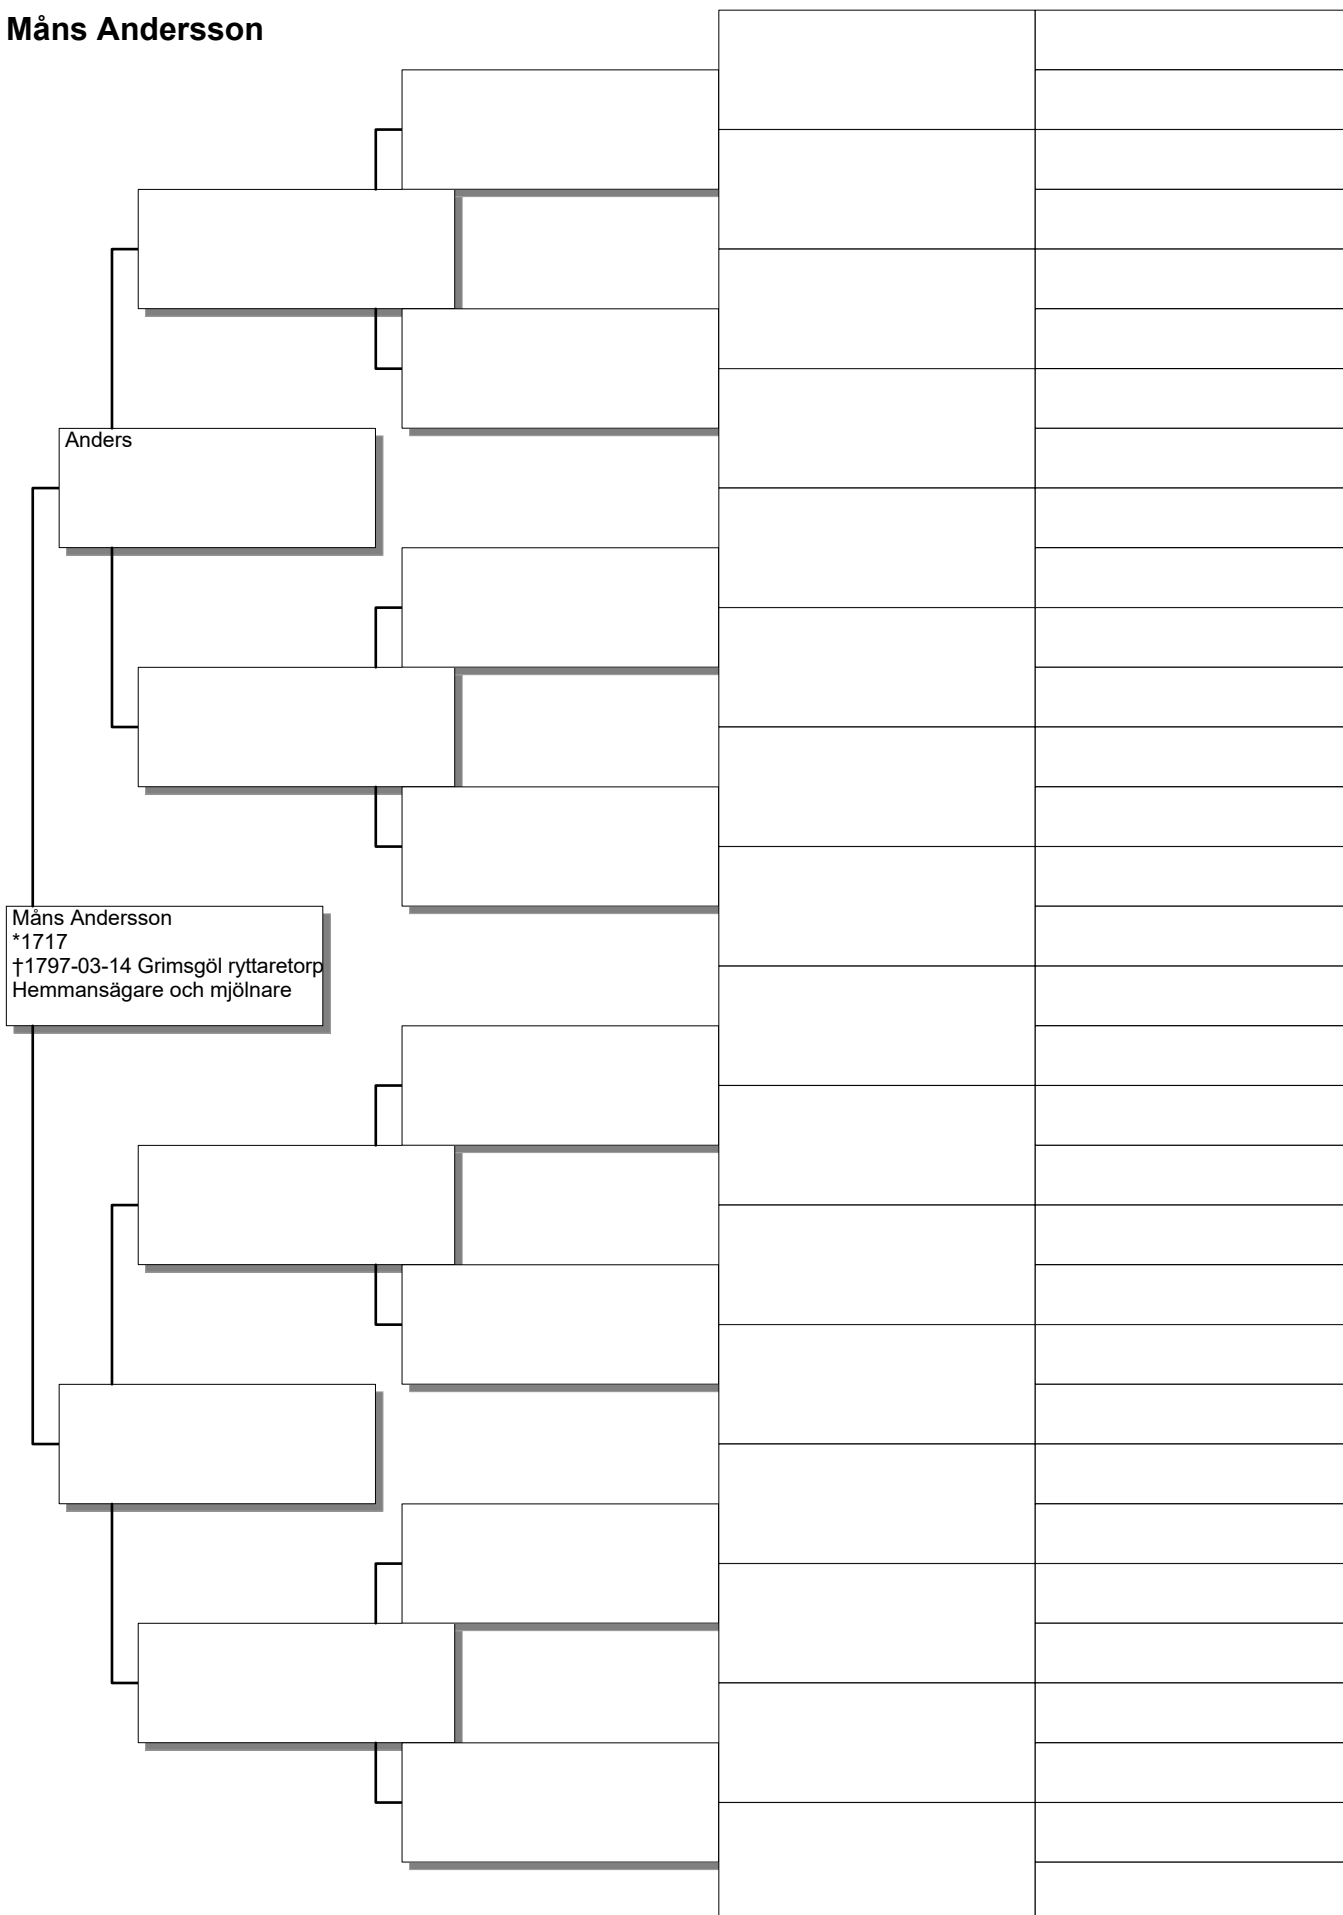 Måns Andersson
Anders
Måns Andersson
*1717
†1797-03-14 Grimsgöl ryttaretorp
Hemmansägare och mjölnare